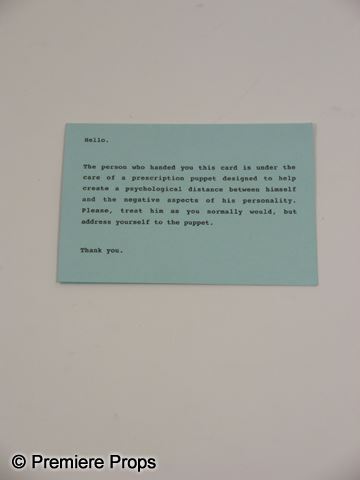 Hello.
The person who handed you this card is under the
care of a prescription puppet designed to help
create a psychological distance between himself
and the negative aspects of his personality.
Please, treat him as you normally would, but
address yourself to the puppet.
Thank you.
© Premiere Props